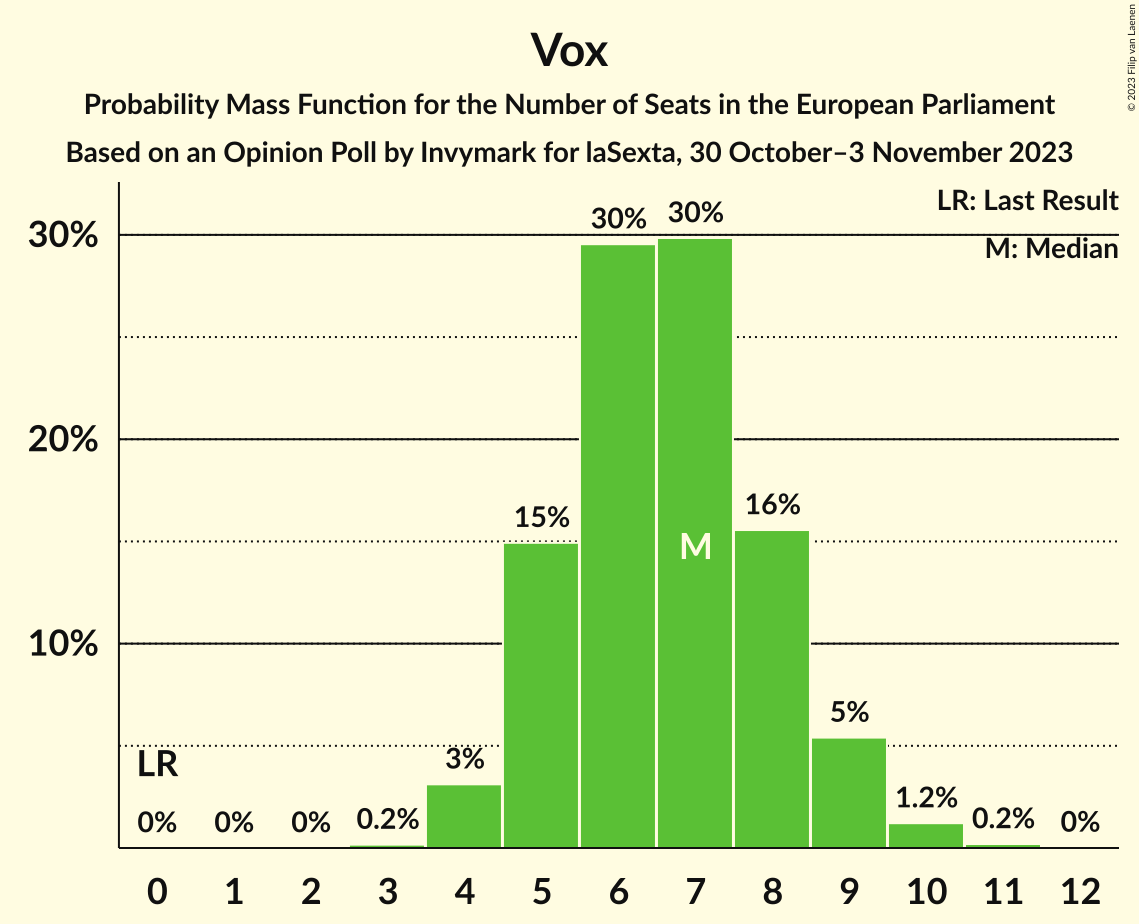 Vox
Probability Mass Function for the Number of Seats in the European Parliament
Based on an Opinion Poll by Invymark for laSexta, 30 October–3 November 2023
© 2023 Filip van Laenen
LR: Last Result
M: Median
30%
20%
10%
30%
30%
15%
M
16%
5%
LR
3%
0%
0%
0%
0.2%
1.2%
0.2%
0%
0 1 2 3 4 5 6 7 8 9 10 11 12